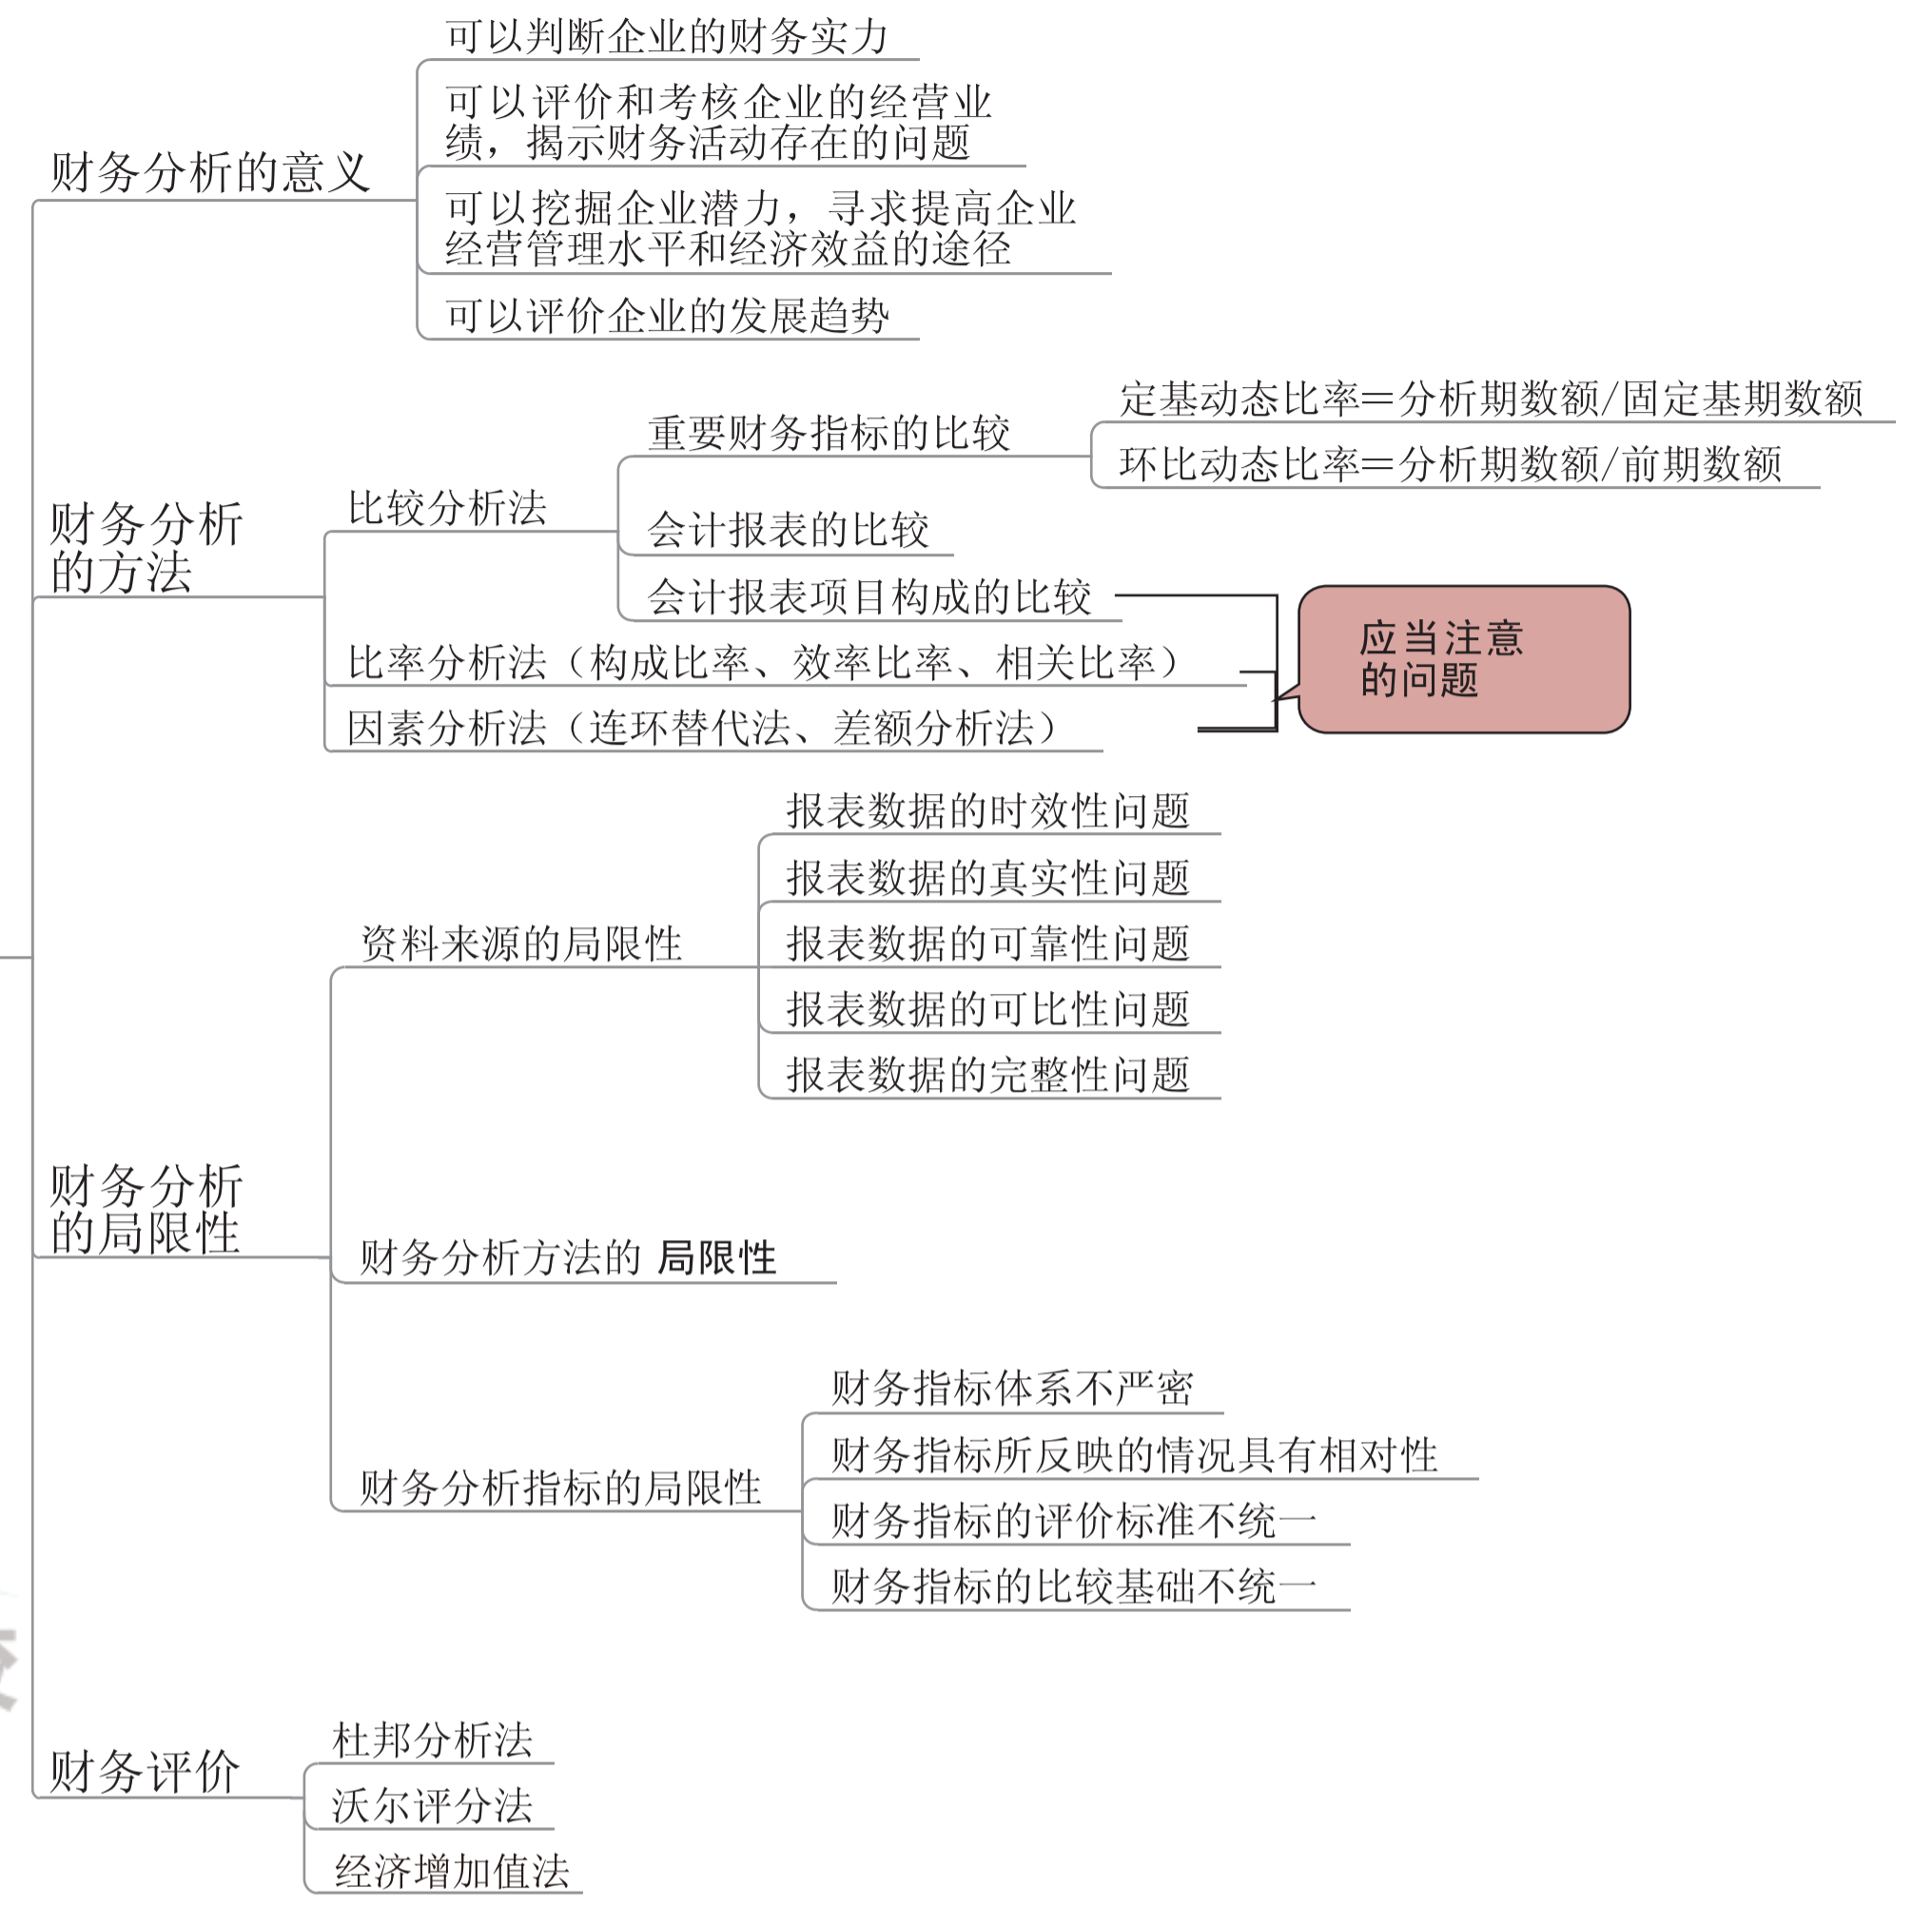 可以判断企业的财务实力
可以评价和考核企业的经营业
绩，揭示财务活动存在的问题
财务分析的意义
可以挖掘企业潜力，寻求提高企业
经营管理水平和经济效益的途径
可以评价企业的发展趋势
定基动态比率＝分析期数额/固定基期数额
重要财务指标的比较
环比动态比率＝分析期数额/前期数额
比较分析法
财务分析
的方法
会计报表的比较
会计报表项目构成的比较
应当注意
的问题
比率分析法（构成比率、效率比率、相关比率）
因素分析法（连环替代法、差额分析法）
报表数据的时效性问题
报表数据的真实性问题
资料来源的局限性
报表数据的可靠性问题
报表数据的可比性问题
报表数据的完整性问题
财务分析
的局限性
财务分析方法的 局限性
财务指标体系不严密
财务指标所反映的情况具有相对性
财务分析指标的局限性
财务指标的评价标准不统一
财务指标的比较基础不统一
杜邦分析法
财务评价
沃尔评分法
经济增加值法